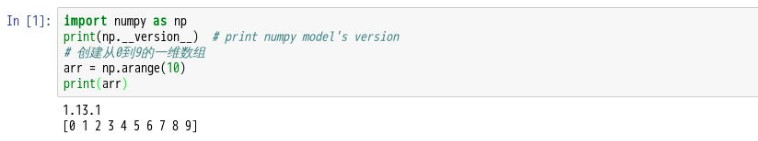 In [1]: import numpy as np
print(np.__version__)  # print numpy model's version
# 创建从0到9的一维数组
arr = np.arange(10)
print(arr)
1.13.1
[0 1 2 3 4 5 6 7 8 9]